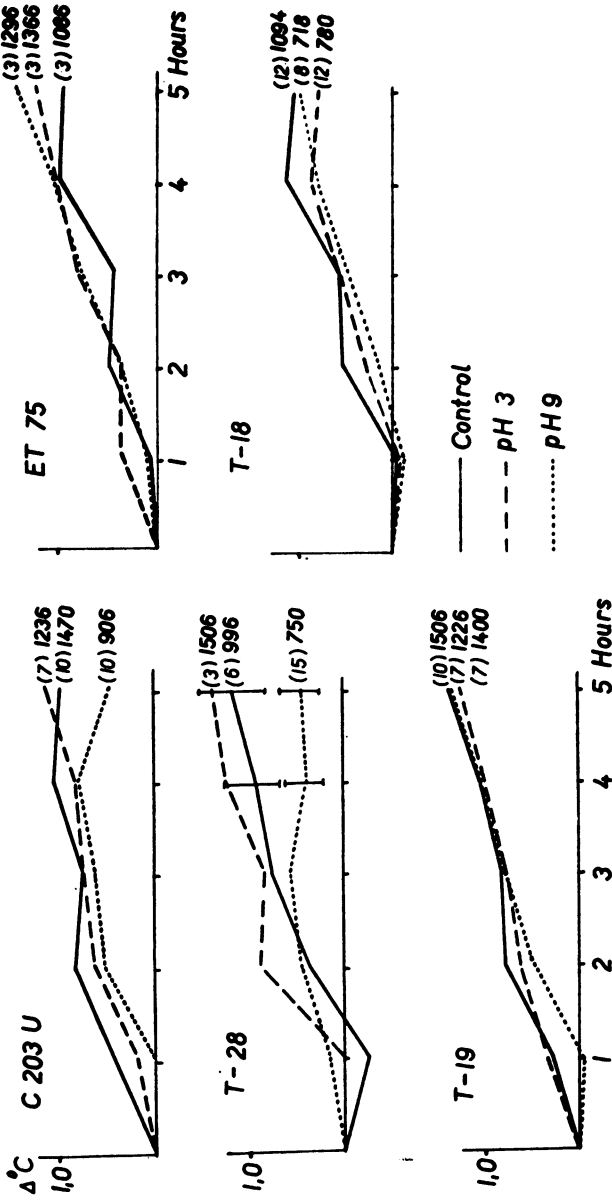 Δ°C
1,0
C 203 U
(7) 1236
(10) 1470
(10) 906
1,0
T-28
(3) 1506
(6) 996
(15) 750
1,0
T-19
(10) 1506
(7) 1226
(7) 1400
1 2 3 4 5 Hours
ET 75
(3) 1296
(3) 1366
(3) 1086
1 2 3 4 5 Hours
T-18
(12) 1094
(8) 718
(12) 780
Control
pH 3
pH 9